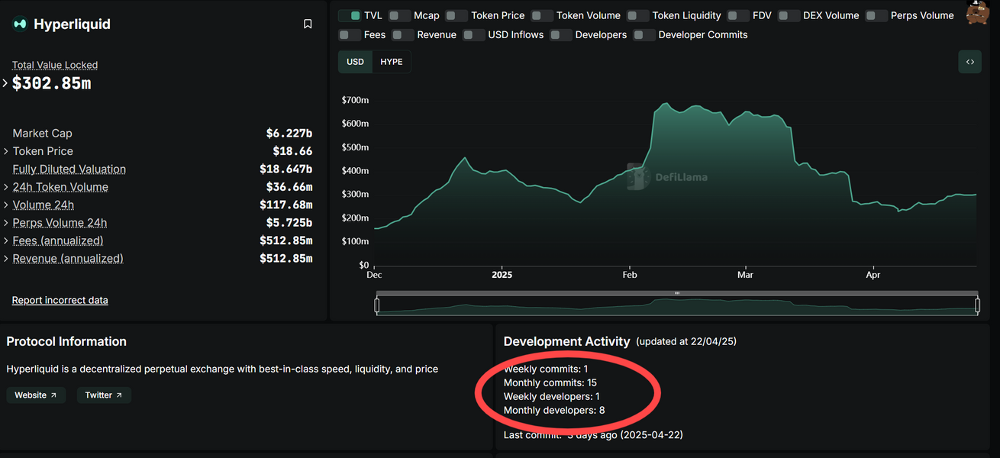 Hyperliquid
Total Value Locked
$302.85m
Market Cap $6.227b
Token Price $18.66
Fully Diluted Valuation $18.647b
24h Token Volume $36.66m
Volume 24h $117.68m
Perps Volume 24h $5.725b
Fees (annualized) $512.85m
Revenue (annualized) $512.85m
Report incorrect data
TVL Mcap Token Price Token Volume Token Liquidity FDV DEX Volume Perps Volume
Fees Revenue USD Inflows Developers Developer Commits
USD HYPE
$700m
$600m
$500m
$400m
$300m
$200m
$100m
$0
DefiLlama
Dec 2025 Feb Mar Apr
Protocol Information
Hyperliquid is a decentralized perpetual exchange with best-in-class speed, liquidity, and price
Website Twitter
Development Activity (updated at 22/04/25)
Weekly commits: 1
Monthly commits: 15
Weekly developers: 1
Monthly developers: 8
Last commit: 3 days ago (2025-04-22)